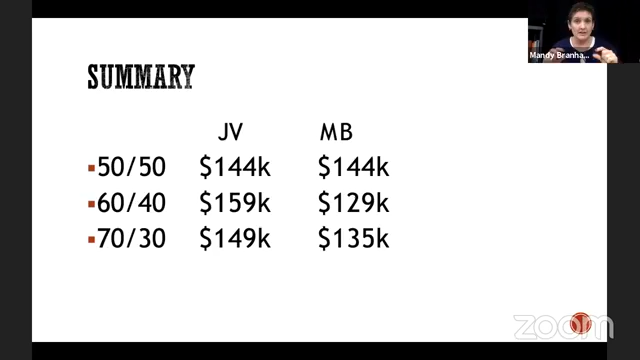 Mandy Branha...
SUMMARY
JV MB
50/50 $144k $144k
60/40 $159k $129k
70/30 $149k $135k
zoom